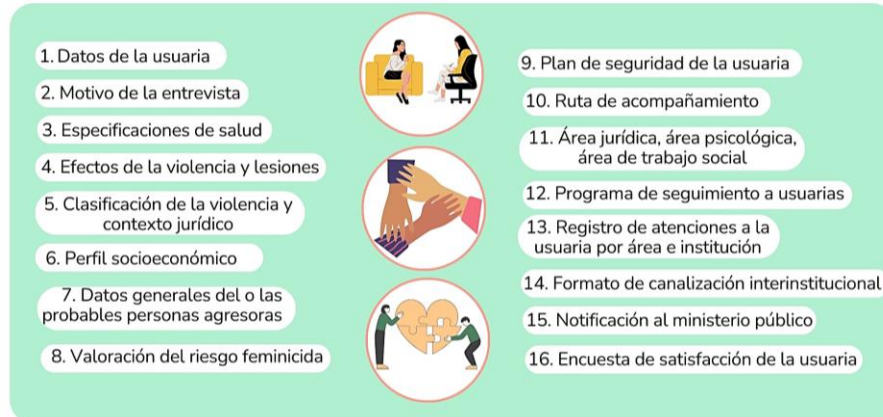 1. Datos de la usuaria
2. Motivo de la entrevista
3. Especificaciones de salud
4. Efectos de la violencia y lesiones
5. Clasificación de la violencia y
contexto jurídico
6. Perfil socioeconómico
7. Datos generales del o las
probables personas agresoras
8. Valoración del riesgo feminicida
9. Plan de seguridad de la usuaria
10. Ruta de acompañamiento
11. Área jurídica, área psicológica,
área de trabajo social
12. Programa de seguimiento a usuarias
13. Registro de atenciones a la
usuaria por área e institución
14. Formato de canalización interinstitucional
15. Notificación al ministerio público
16. Encuesta de satisfacción de la usuaria